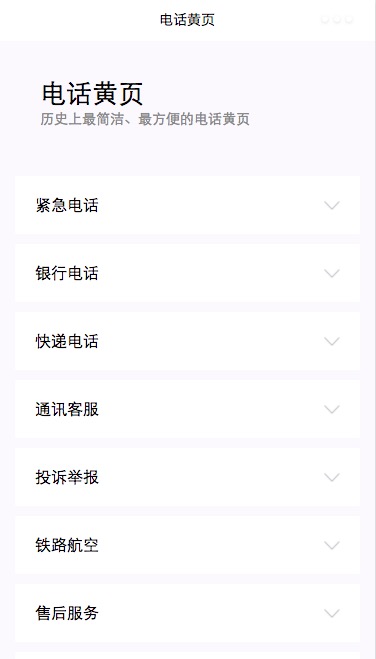 电话黄页
电话黄页
历史上最简洁、最方便的电话黄页
紧急电话
银行电话
快递电话
通讯客服
投诉举报
铁路航空
售后服务